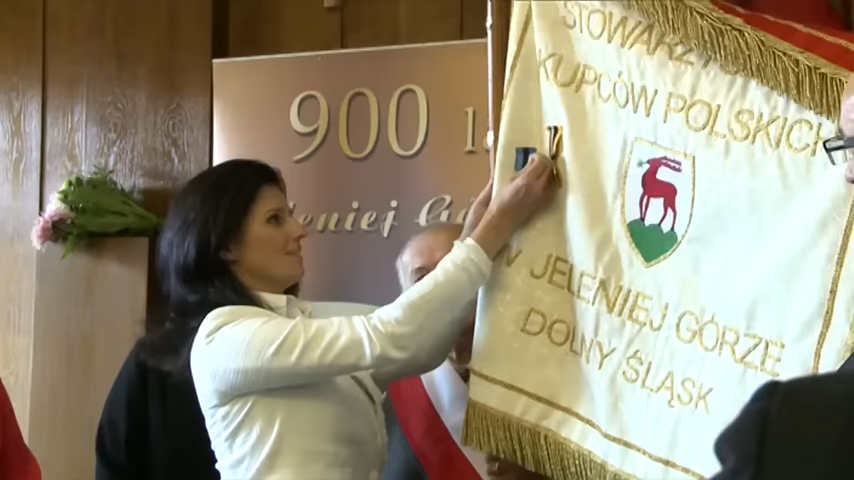 900
STOWARZ
KUPCÓW POLSKICH
W JELENIEJ GÓRZE
DOLNY ŚLĄSK